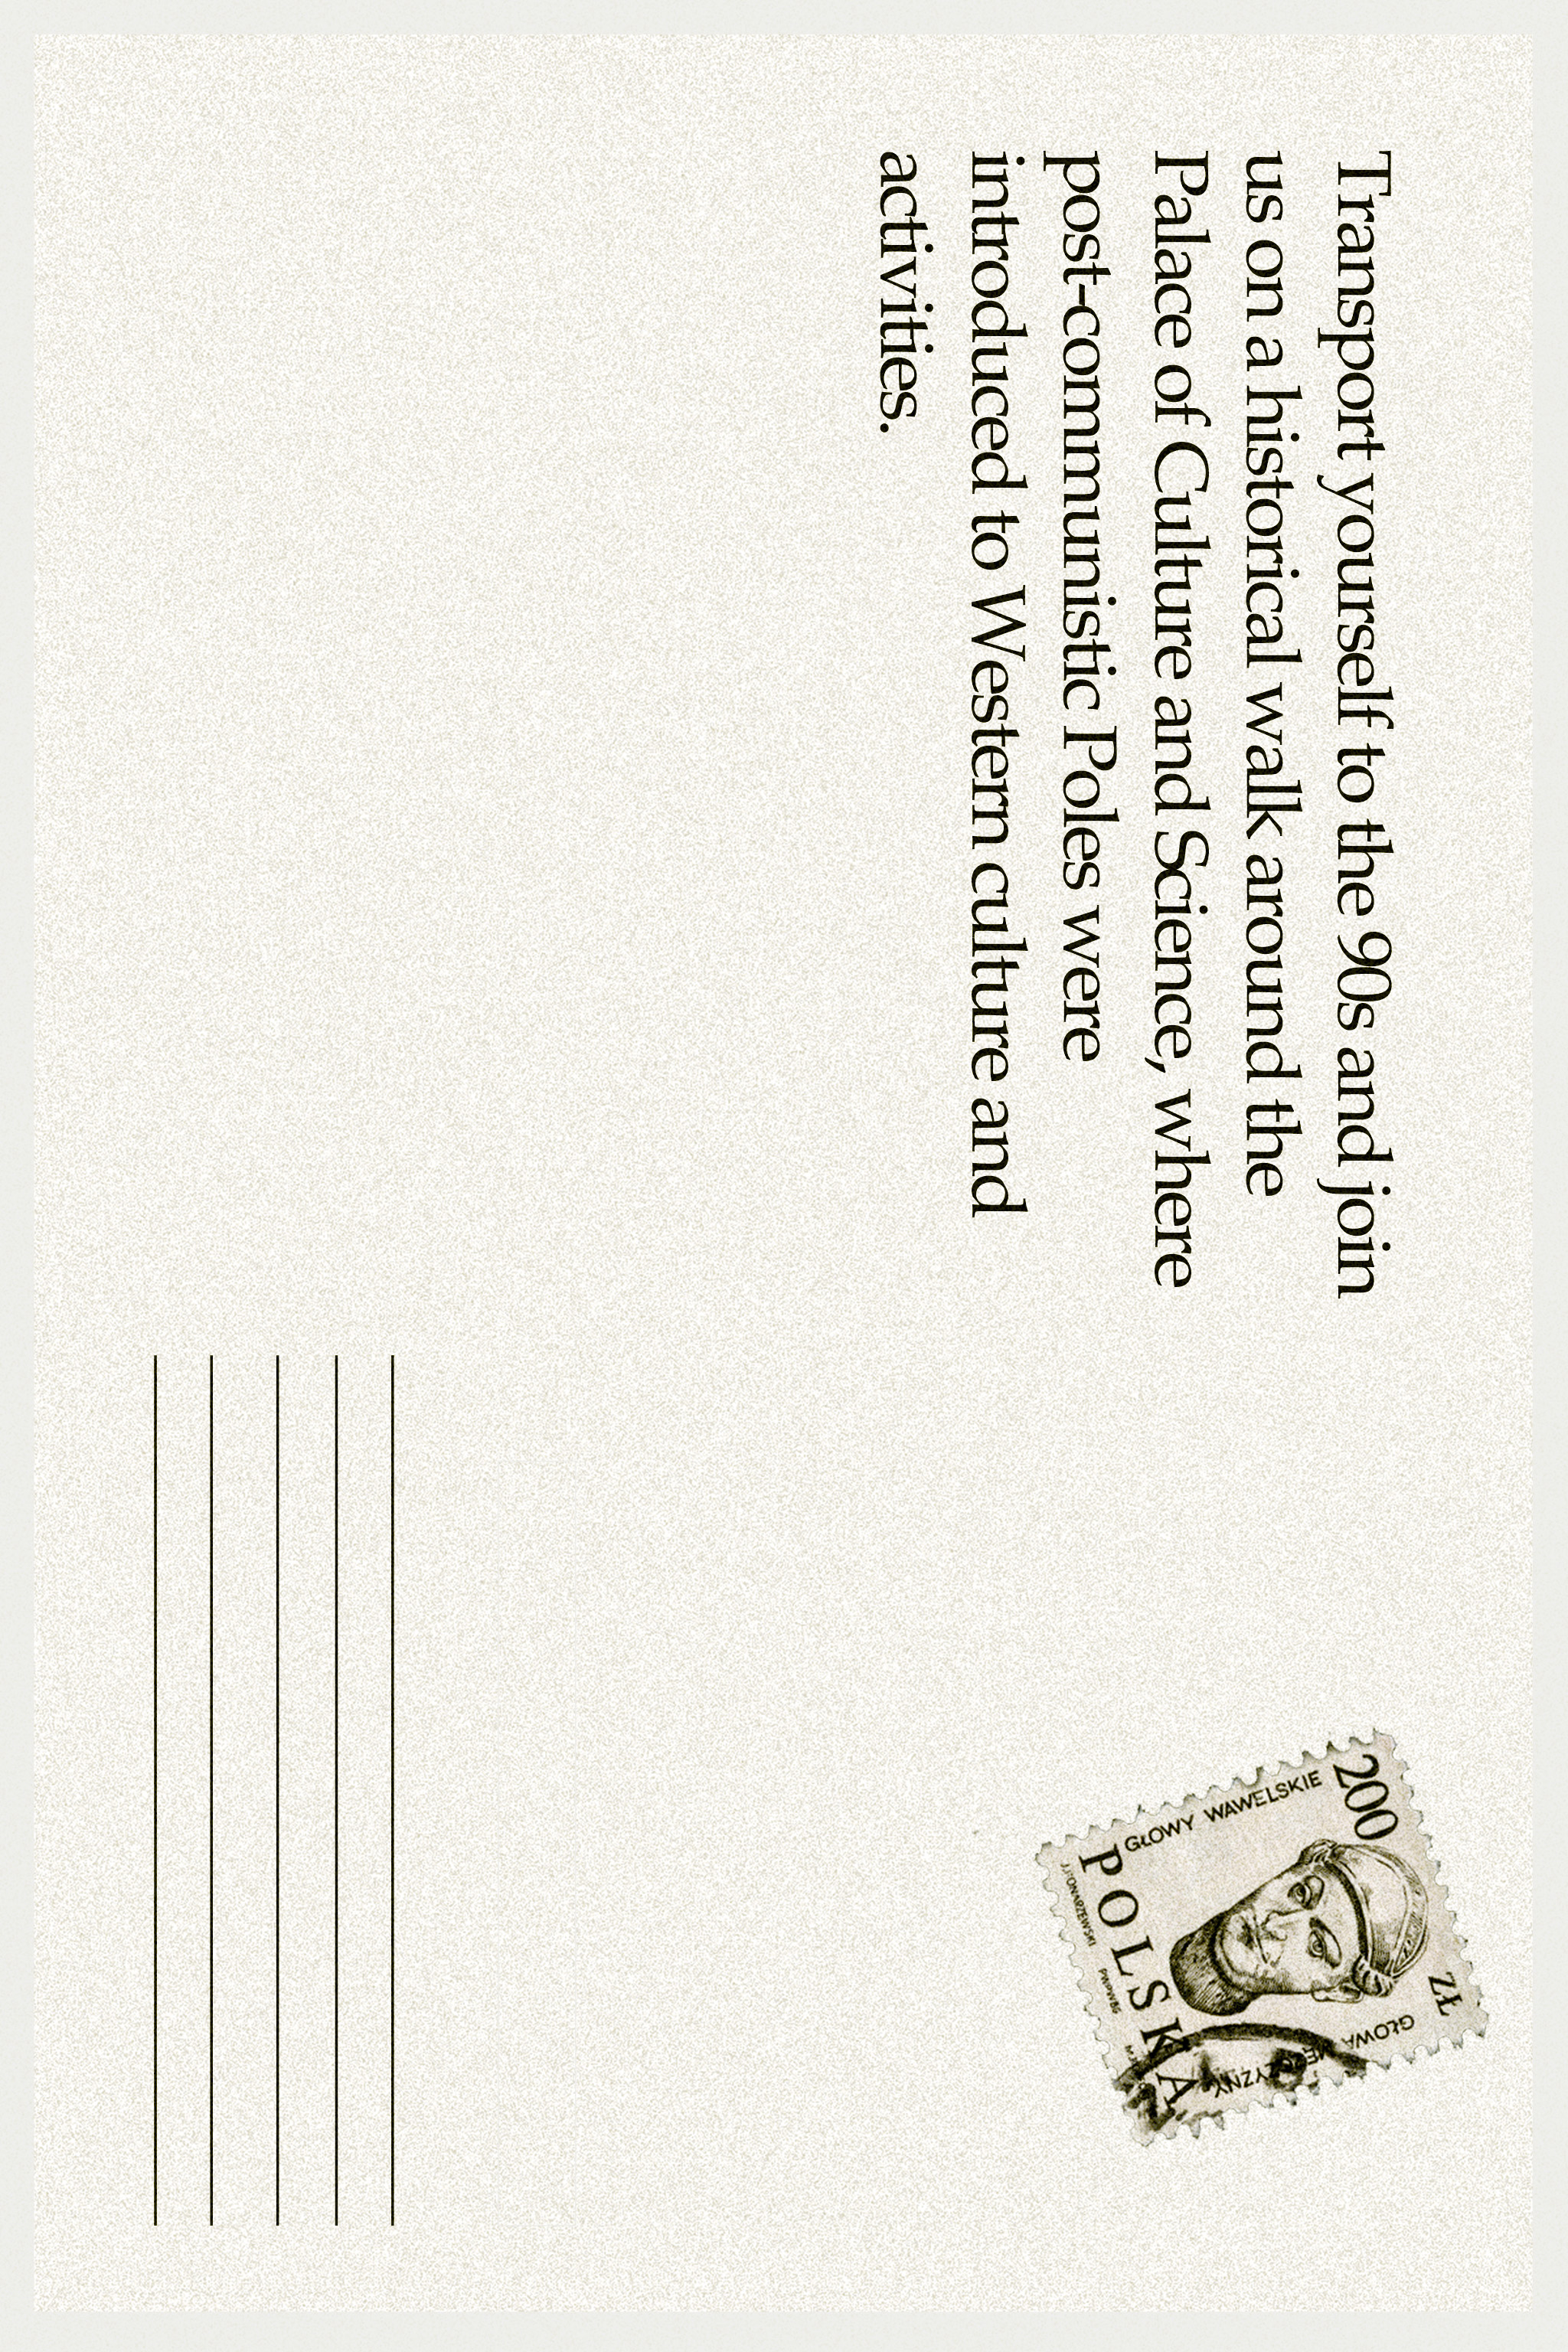 Transport yourself to the 90s and join
us on a historical walk around the
Palace of Culture and Science, where
post-communistic Poles were
introduced to Western culture and
activities.
200
ZŁ
GŁOWY WAWELSKIE
GŁOWA MĘŻCZYZNY
POLSKA